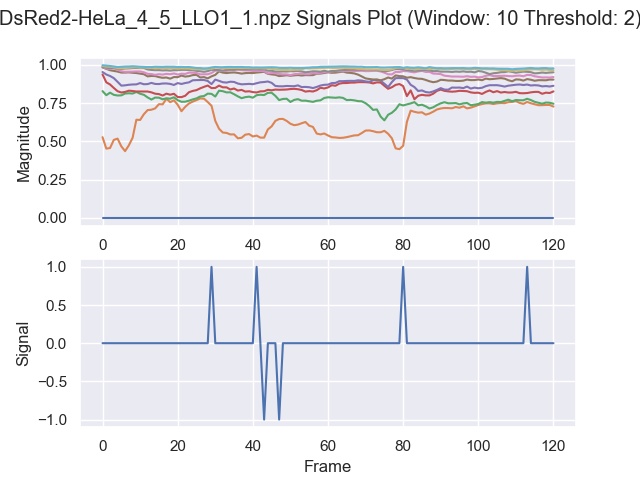 DsRed2-HeLa_4_5_LLO1_1.npz Signals Plot (Window: 10 Threshold: 2)
1.00
0.75
0.50
0.25
0.00
Magnitude
0 20 40 60 80 100 120
1.0
0.5
0.0
−0.5
−1.0
Signal
0 20 40 60 80 100 120
Frame